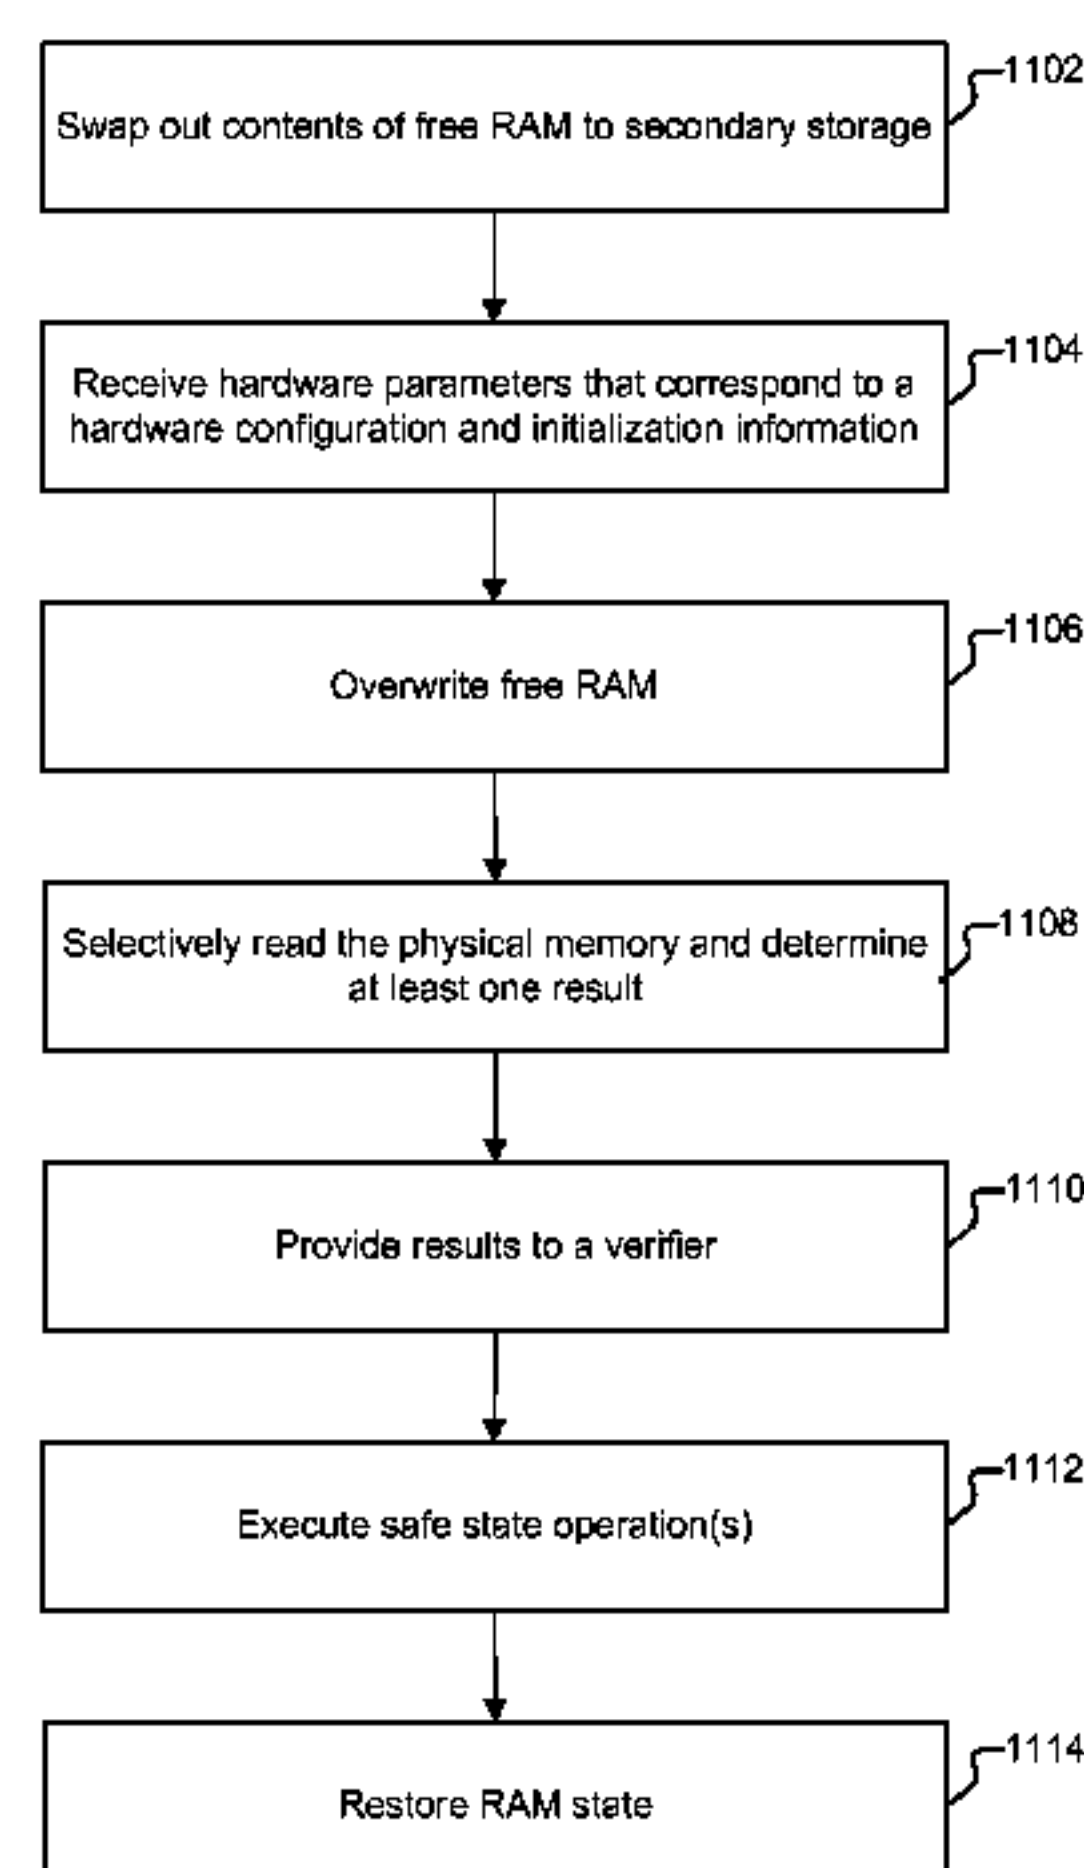 Swap out contents of free RAM to secondary storage
1102
Receive hardware parameters that correspond to a
hardware configuration and initialization information
1104
Overwrite free RAM
1106
Selectively read the physical memory and determine
at least one result
1108
Provide results to a verifier
1110
Execute safe state operation(s)
1112
Restore RAM state
1114